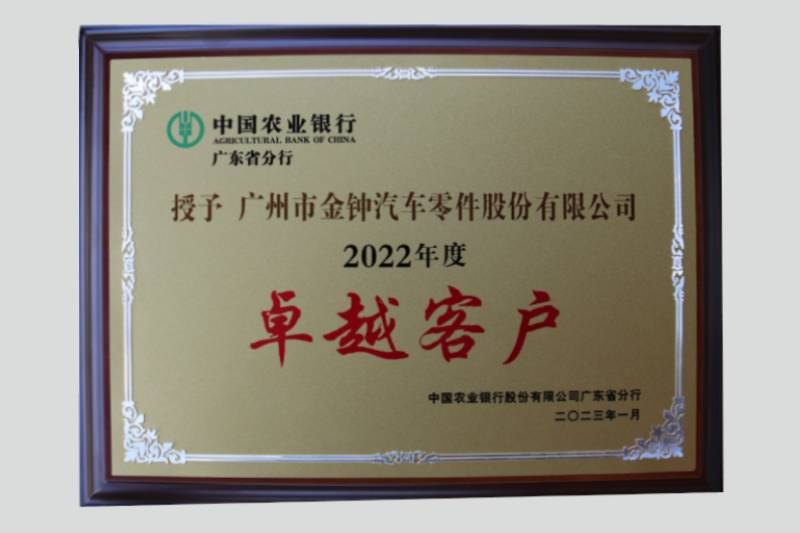 中国农业银行
AGRICULTURAL BANK OF CHINA
广东省分行
授予 广州市金钟汽车零件股份有限公司
2022年度
卓越客户
中国农业银行股份有限公司广东省分行
二〇二三年一月